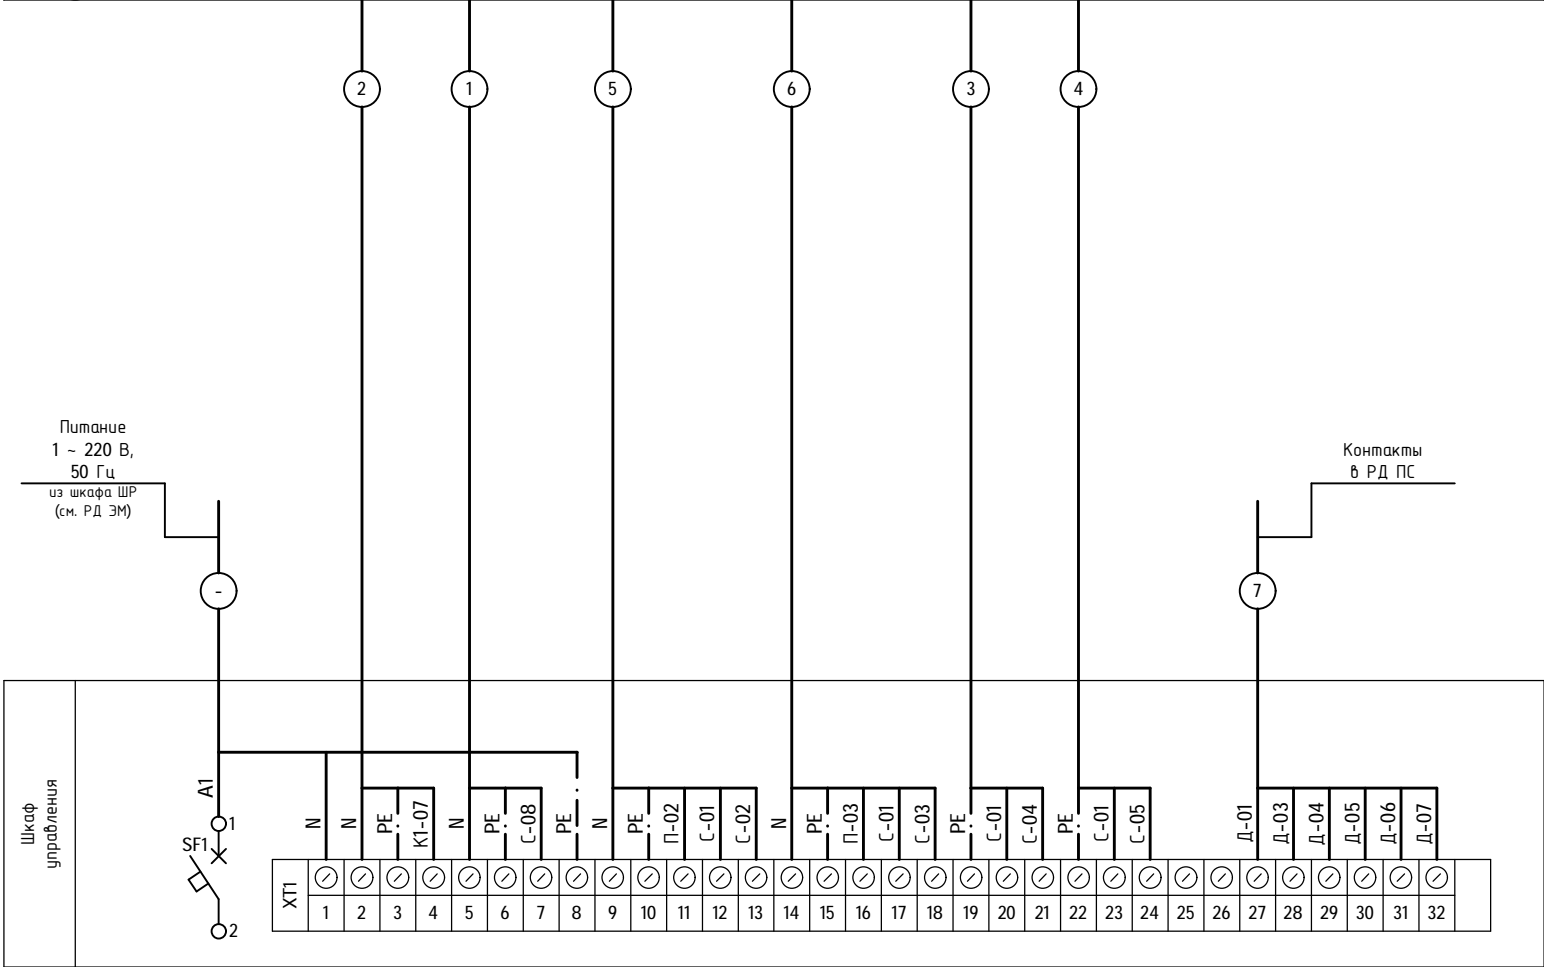 2
1
5
6
3
4
Питание
1 ~ 220 В,
50 Гц
из шкафа ШР
(см. РД ЭМ)
Контакты
в РД ПС
-
7
Шкаф
управления
A1
1
SF1
2
N
N
PE
К1-07
N
PE
С-08
PE
N
PE
П-02
С-01
С-02
N
PE
П-03
С-01
С-03
PE
С-01
С-04
PE
С-01
С-05
Д-01
Д-03
Д-04
Д-05
Д-06
Д-07
XT1
1 2 3 4 5 6 7 8 9 10 11 12 13 14 15 16 17 18 19 20 21 22 23 24 25 26 27 28 29 30 31 32